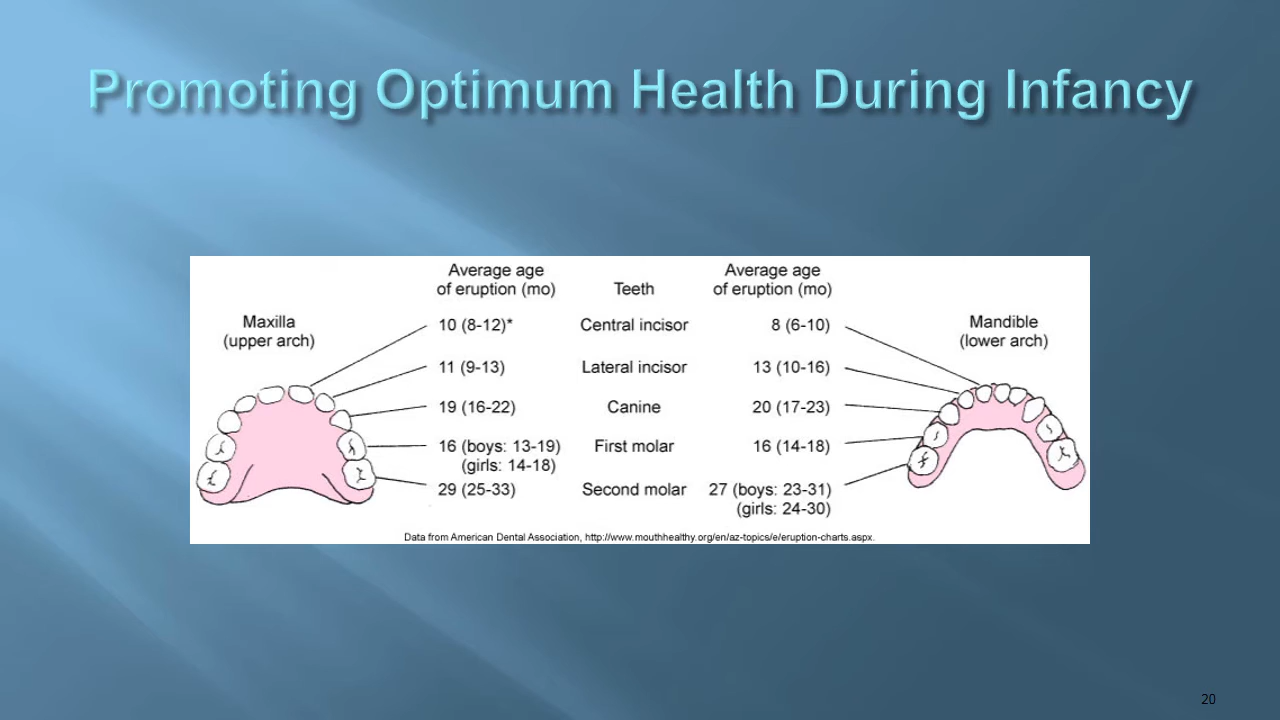 Promoting Optimum Health During Infancy
Average age
of eruption (mo)
Teeth
Average age
of eruption (mo)
Maxilla
(upper arch)
Mandible
(lower arch)
10 (8-12)* Central incisor 8 (6-10)
11 (9-13) Lateral incisor 13 (10-16)
19 (16-22) Canine 20 (17-23)
16 (boys: 13-19) First molar 16 (14-18)
(girls: 14-18)
29 (25-33) Second molar 27 (boys: 23-31)
(girls: 24-30)
Data from American Dental Association, http://www.mouthhealthy.org/en/az-topics/e/eruption-charts.aspx.
20